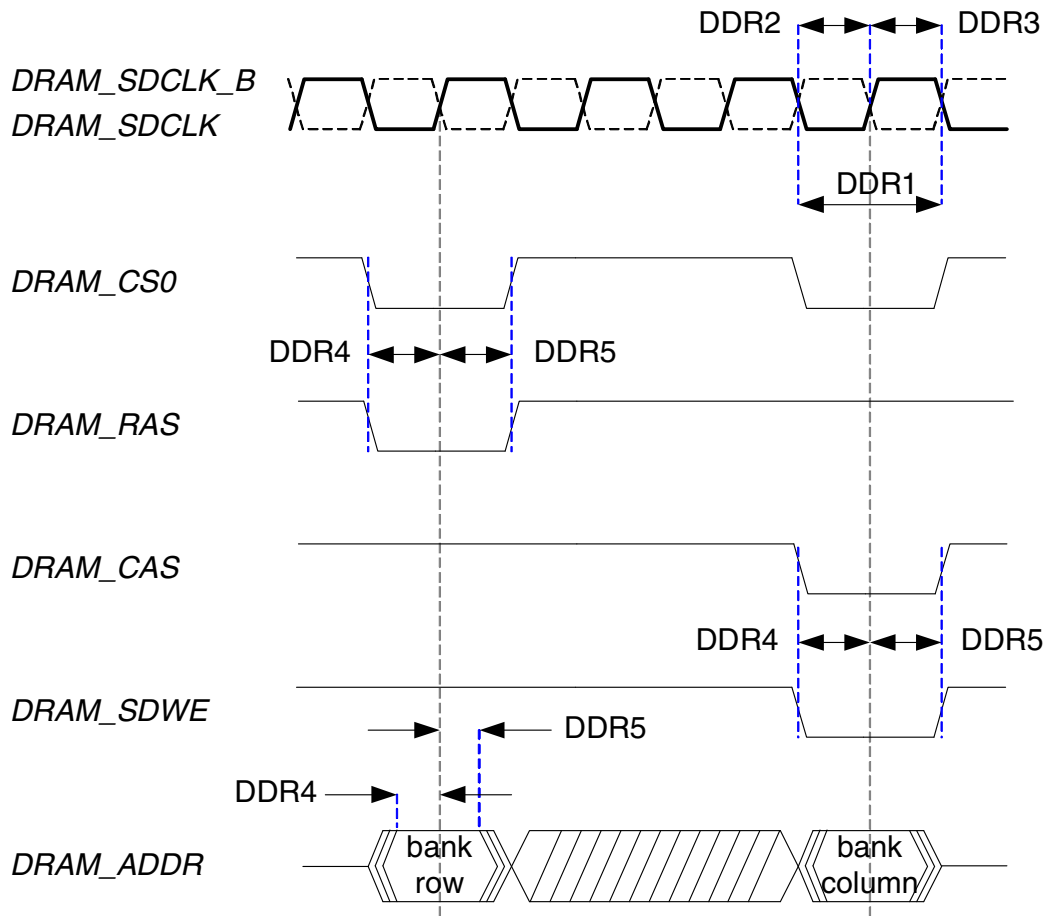 DDR2 DDR3
DRAM_SDCLK_B
DRAM_SDCLK
DDR1
DRAM_CS0
DDR4 DDR5
DRAM_RAS
DRAM_CAS
DDR4 DDR5
DRAM_SDWE
DDR5
DDR4
bank bank
DRAM_ADDR
row column